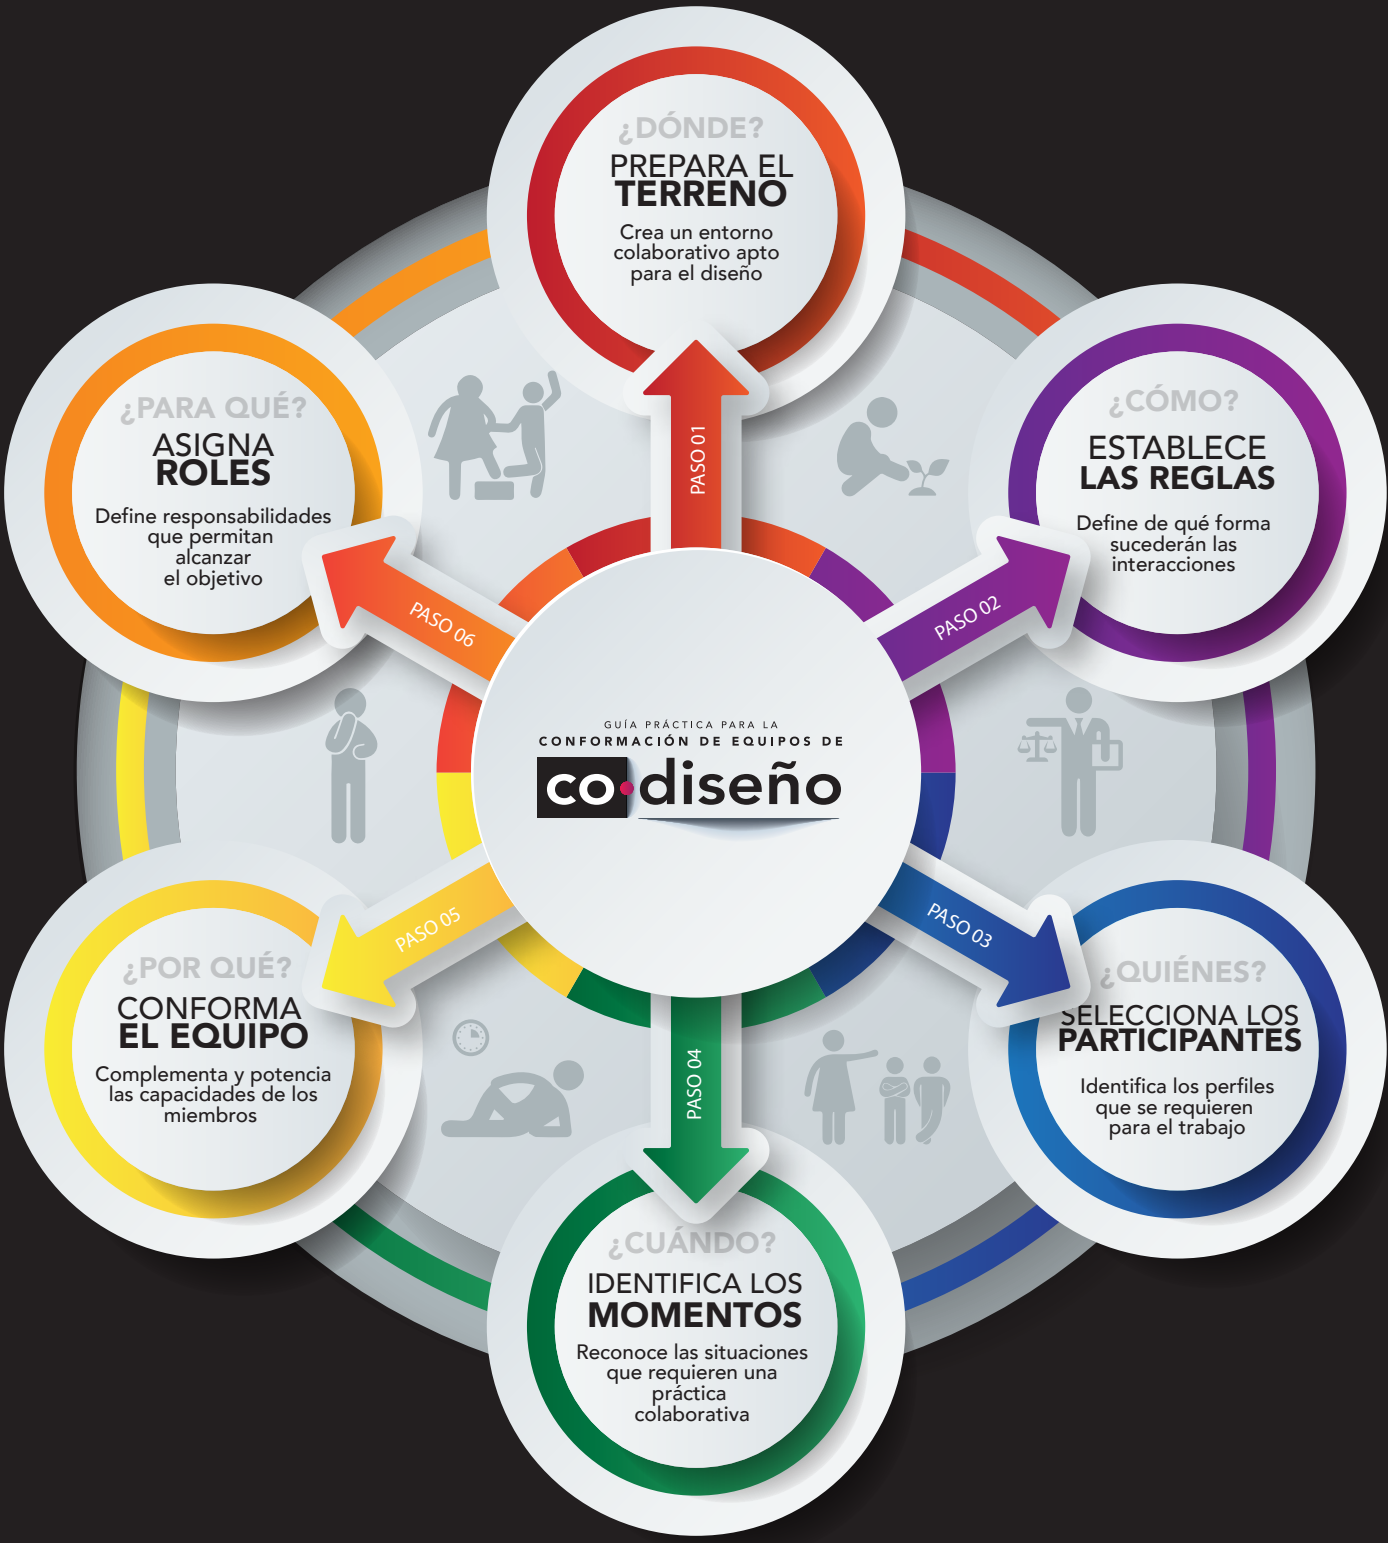 GUÍA PRÁCTICA PARA LA
CONFORMACIÓN DE EQUIPOS DE
co·diseño
PASO 01
¿DÓNDE?
PREPARA EL
TERRENO
Crea un entorno
colaborativo apto
para el diseño
PASO 02
¿CÓMO?
ESTABLECE
LAS REGLAS
Define de qué forma
sucederán las
interacciones
PASO 03
¿QUIÉNES?
SELECCIONA LOS
PARTICIPANTES
Identifica los perfiles
que se requieren
para el trabajo
PASO 04
¿CUÁNDO?
IDENTIFICA LOS
MOMENTOS
Reconoce las situaciones
que requieren una
práctica
colaborativa
PASO 05
¿POR QUÉ?
CONFORMA
EL EQUIPO
Complementa y potencia
las capacidades de los
miembros
PASO 06
¿PARA QUÉ?
ASIGNA
ROLES
Define responsabilidades
que permitan
alcanzar
el objetivo